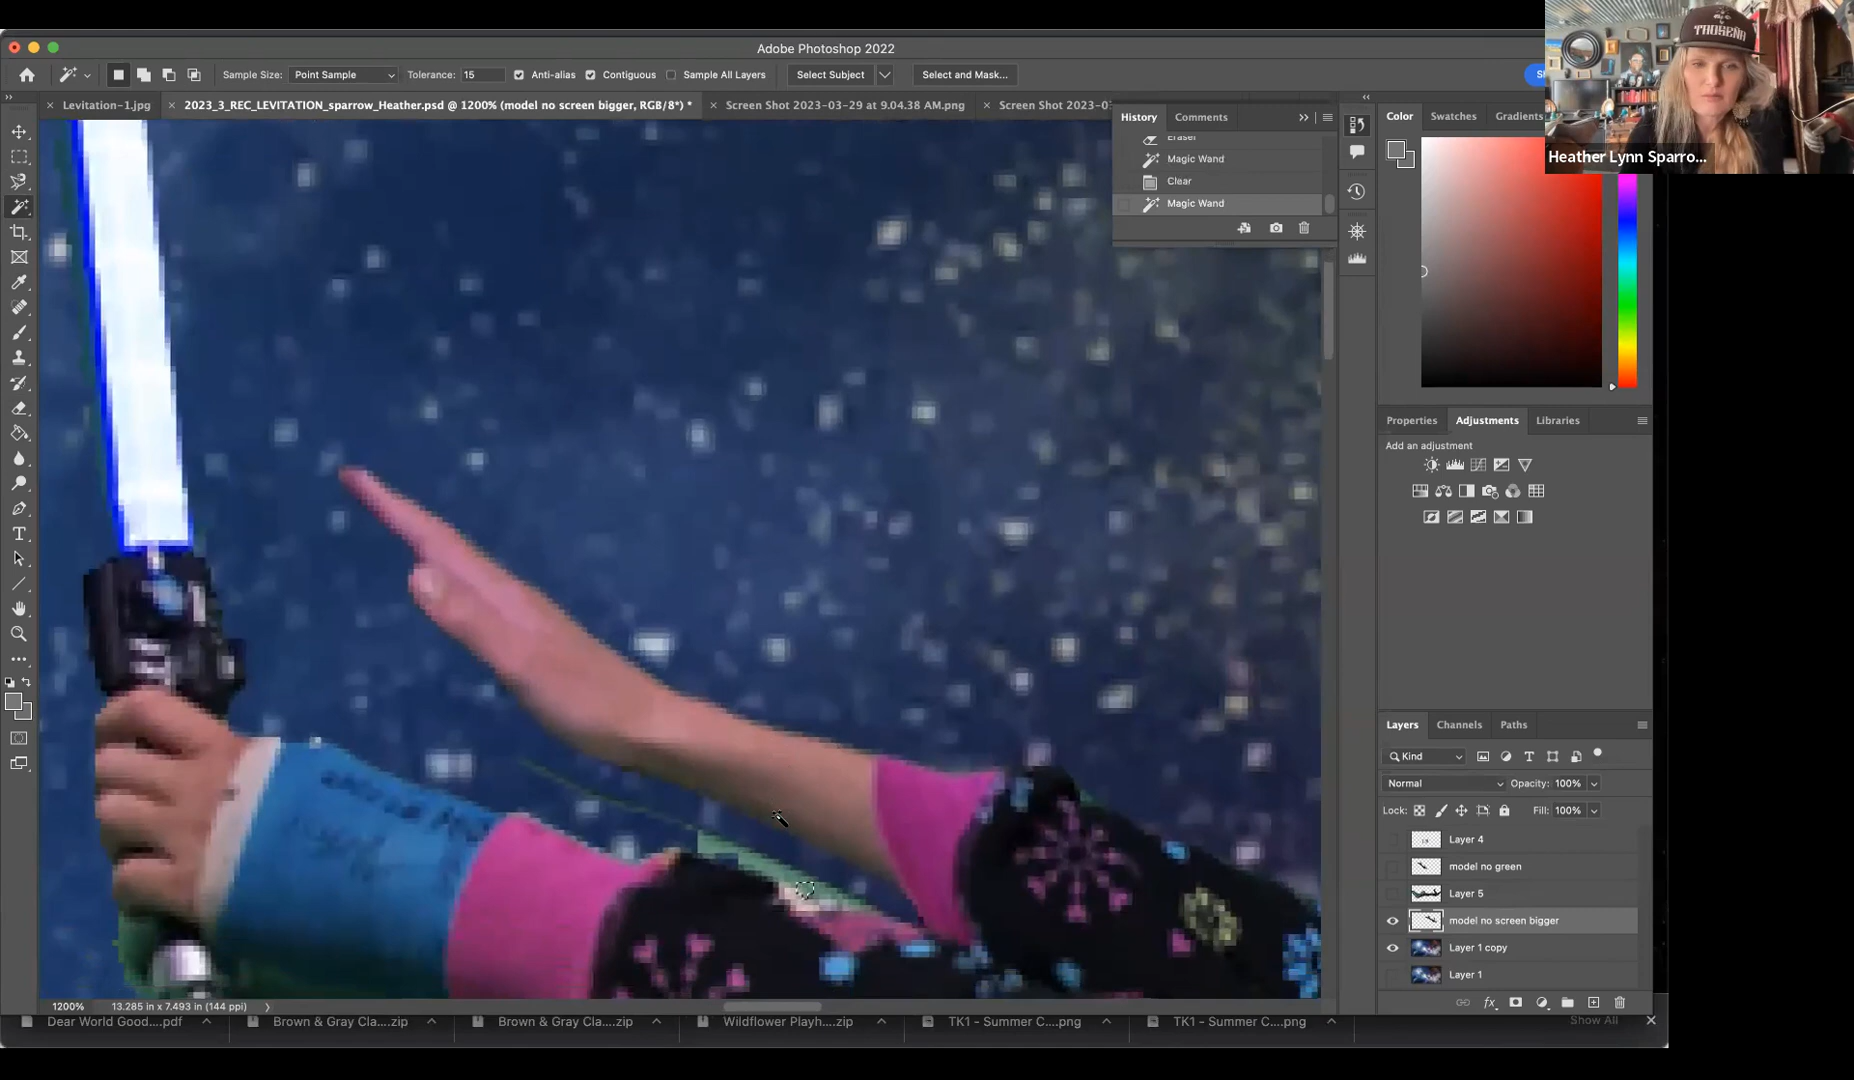 Adobe Photoshop 2022
Sample Size: Point Sample Tolerance: 15 Anti-alias Contiguous Sample All Layers Select Subject Select and Mask...
THUSEÑA
Levitation-1.jpg 2023_3_REC_LEVITATION_sparrow_Heather.psd @ 1200% (model no screen bigger, RGB/8*) * Screen Shot 2023-03-29 at 9.04.38 AM.png Screen Shot 2023-03
History Comments
Color Swatches Gradients
Eraser
Magic Wand
Clear
Magic Wand
Heather Lynn Sparro...
Properties Adjustments Libraries
Add an adjustment
Layers Channels Paths
Kind
Normal Opacity: 100%
Lock: Fill: 100%
Layer 4
model no green
Layer 5
model no screen bigger
Layer 1 copy
Layer 1
1200% 13.285 in x 7.493 in (144 ppi)
Dear World Good....pdf Brown & Gray Cla....zip Brown & Gray Cla....zip Wildflower Playh....zip TK1 - Summer C....png TK1 - Summer C....png Show All